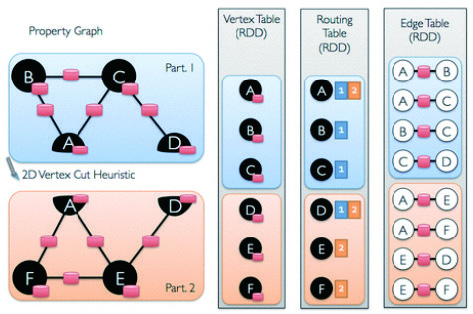 Property Graph
Part. 1
B C
A D
2D Vertex Cut Heuristic
A D
F E
Part. 2
Vertex Table
(RDD)
A
B
C
D
E
F
Routing
Table
(RDD)
A 1 2
B 1
C 1
D 1 2
E 2
F 2
Edge Table
(RDD)
A B
A C
B C
C D
A E
A F
E D
E F